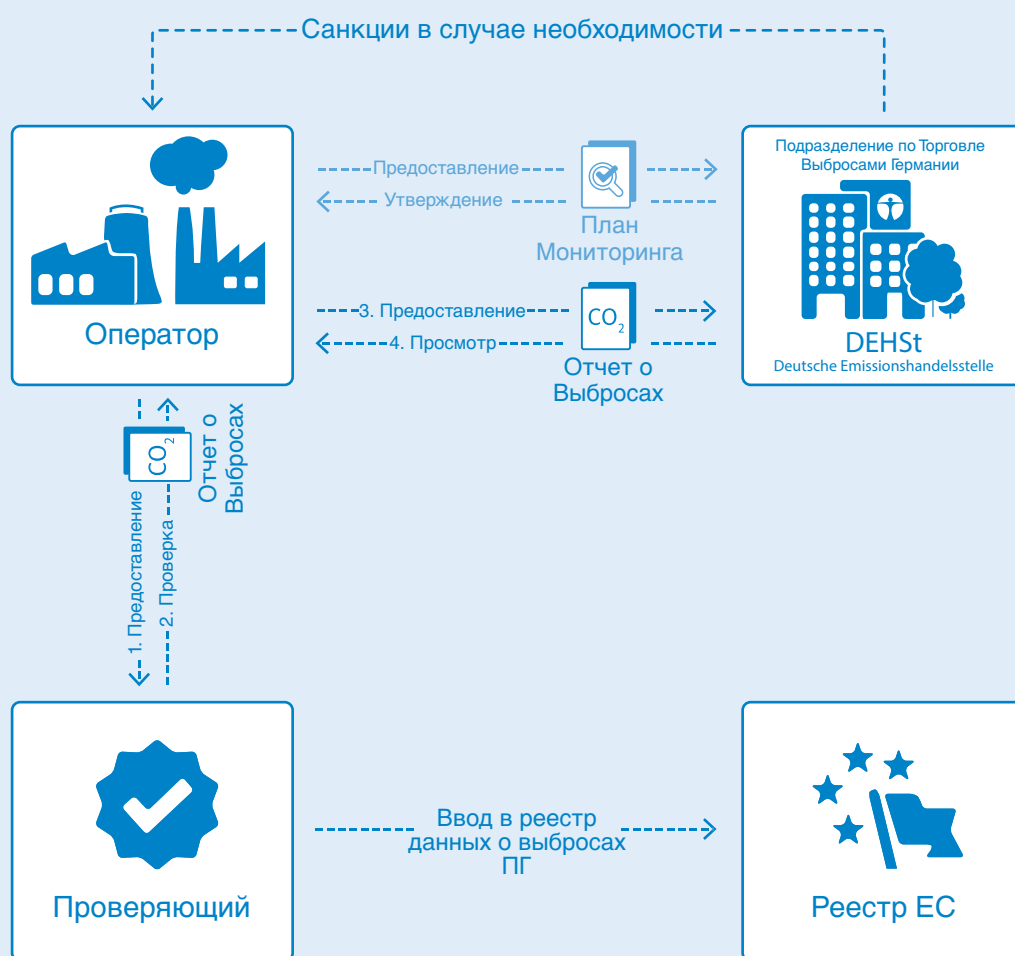 Санкции в случае необходимости
Подразделение по Торговле
Выбросами Германии
Предоставление
Утверждение
План
Мониторинга
Оператор
3. Предоставление
4. Просмотр
CO2
Отчет о
Выбросах
DEHSt
Deutsche Emissionshandelsstelle
CO2
Отчет о
Выбросах
1. Предоставление
2. Проверка
Ввод в реестр
данных о выбросах
ПГ
Проверяющий
Реестр ЕС